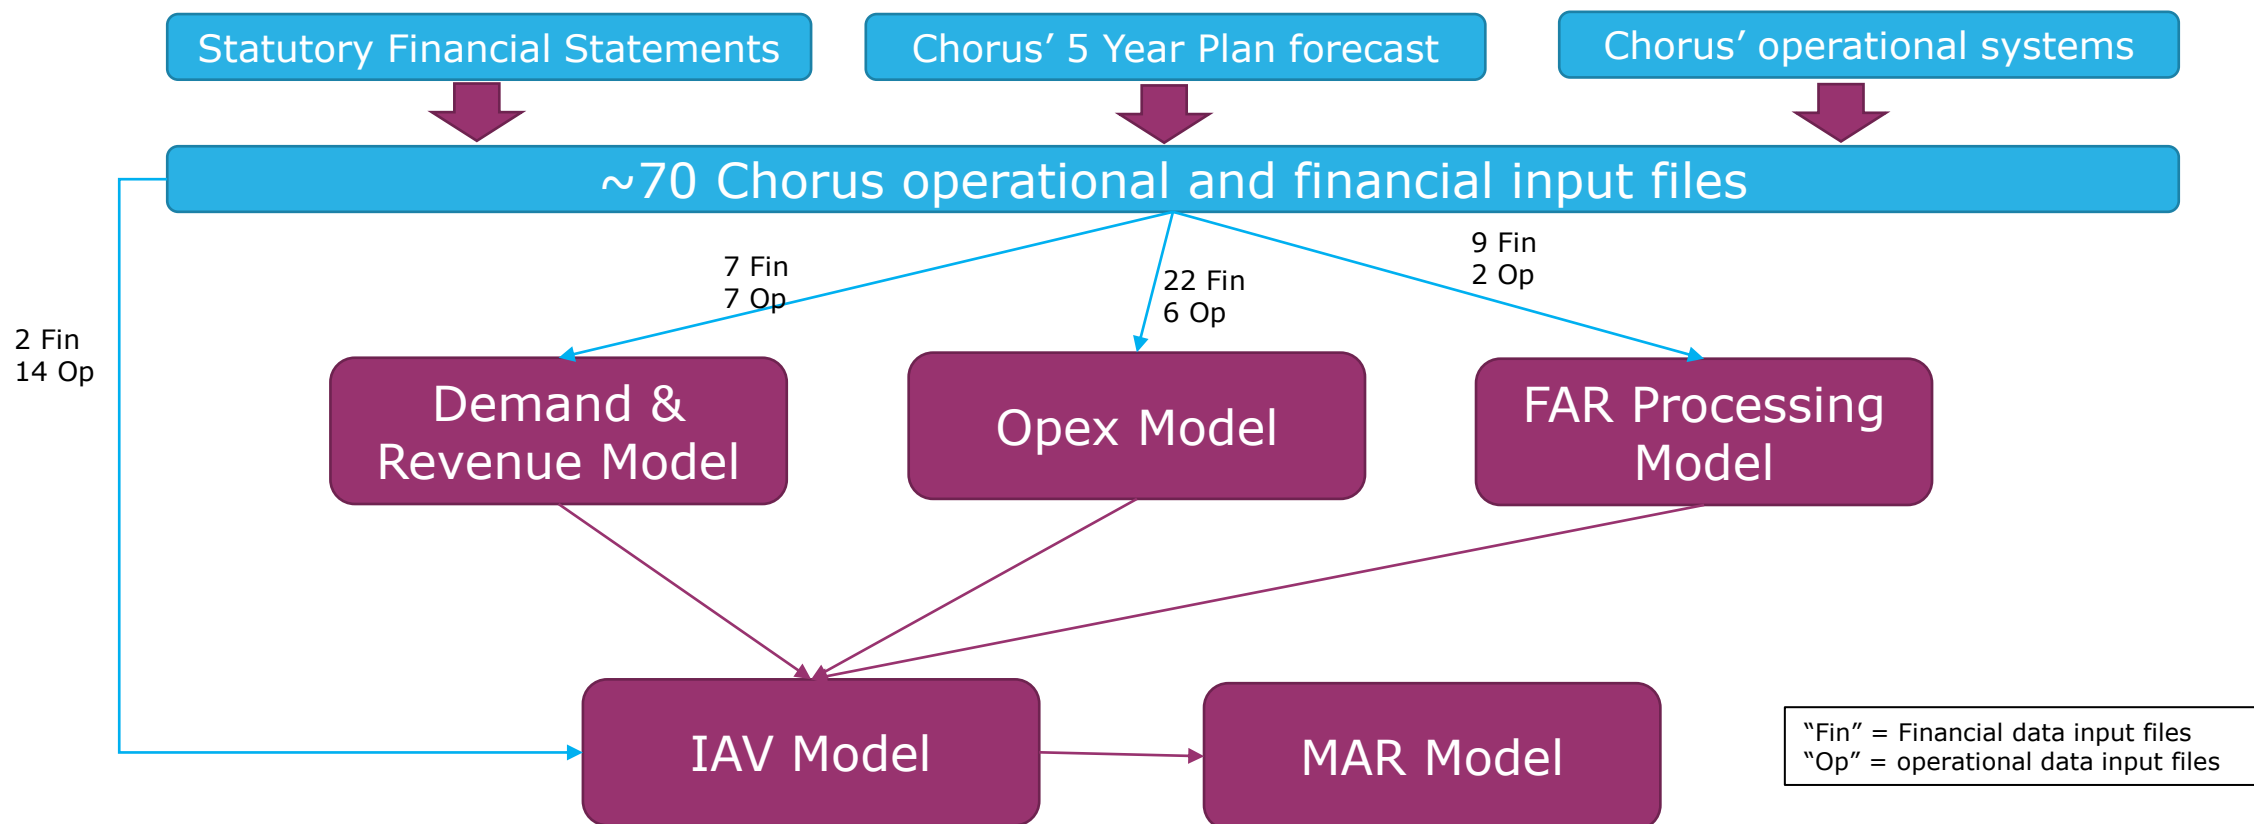 Statutory Financial Statements
Chorus’ 5 Year Plan forecast
Chorus’ operational systems
~70 Chorus operational and financial input files
7 Fin
7 Op
22 Fin
6 Op
9 Fin
2 Op
2 Fin
14 Op
Demand &
Revenue Model
Opex Model
FAR Processing
Model
IAV Model
MAR Model
“Fin” = Financial data input files
“Op” = operational data input files